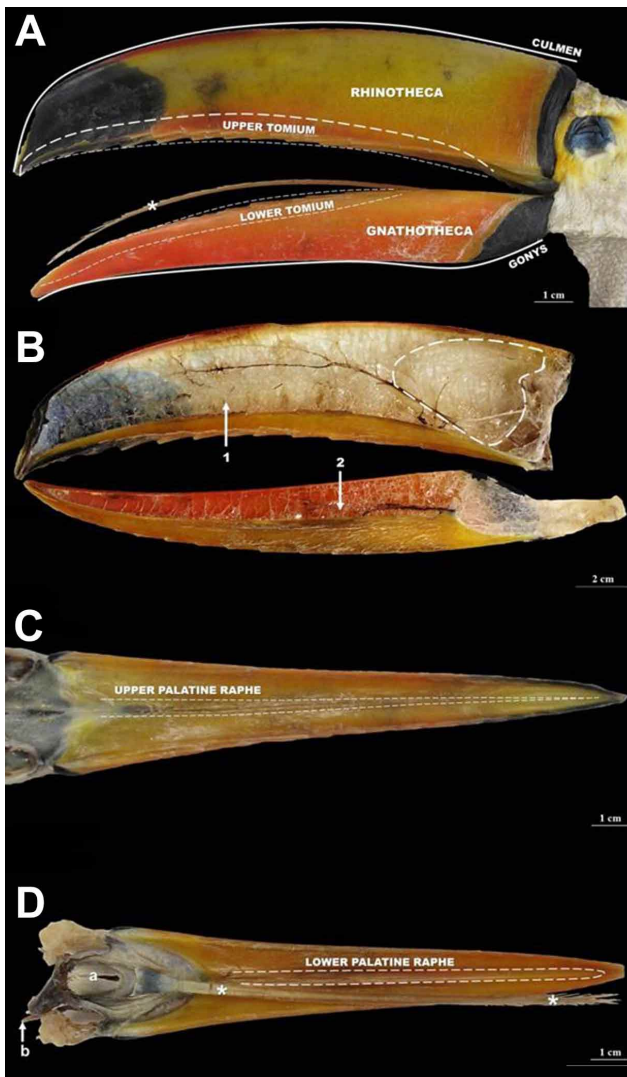 A
CULMEN
RHINOTHECA
UPPER TOMIUM
*
LOWER TOMIUM
GNATHOTHECA
GONYS
1 cm
B
1
2
2 cm
C
UPPER PALATINE RAPHE
1 cm
D
LOWER PALATINE RAPHE
a
*
*
b
1 cm